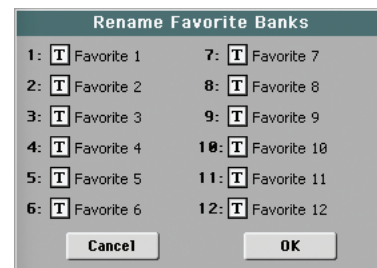 Rename Favorite Banks
1: T Favorite 1
2: T Favorite 2
3: T Favorite 3
4: T Favorite 4
5: T Favorite 5
6: T Favorite 6
7: T Favorite 7
8: T Favorite 8
9: T Favorite 9
10: T Favorite 10
11: T Favorite 11
12: T Favorite 12
Cancel
OK